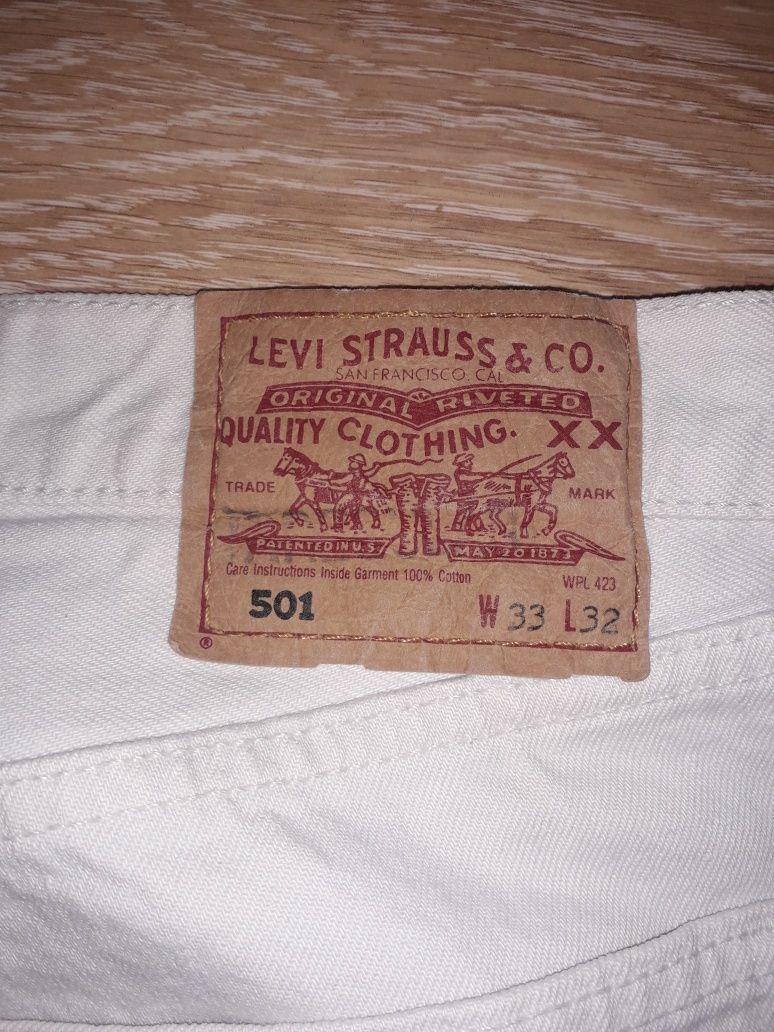 LEVI STRAUSS & CO.
SAN FRANCISCO, CAL
ORIGINAL RIVETED
QUALITY CLOTHING. XX
TRADE MARK
PATENTED IN U.S. MAY 20 1873
Care Instructions Inside Garment 100% Cotton WPL 423
501 W 33 L 32
®